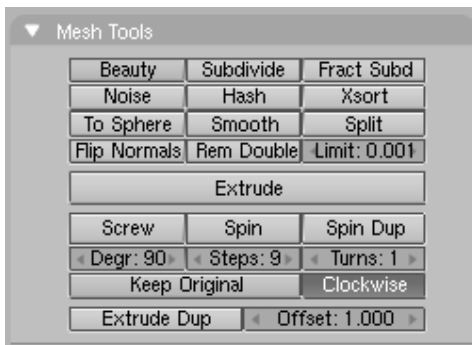 Mesh Tools
Beauty Subdivide Fract Subd
Noise Hash Xsort
To Sphere Smooth Split
Flip Normals Rem Double Limit: 0.001
Extrude
Screw Spin Spin Dup
Degr: 90 Steps: 9 Turns: 1
Keep Original Clockwise
Extrude Dup Offset: 1.000